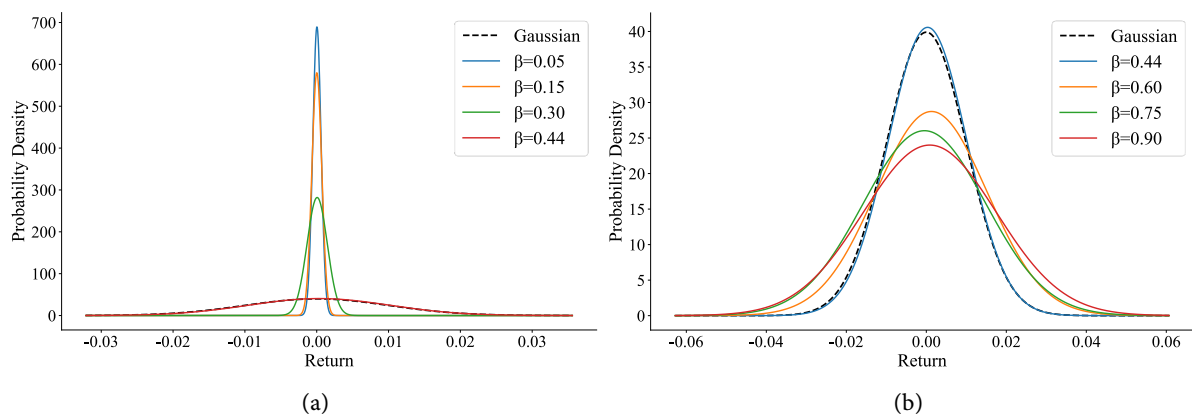 700
600
500
400
300
200
100
0
Probability Density
-0.03
-0.02
-0.01
0.00
0.01
0.02
0.03
Return
Gaussian
β=0.05
β=0.15
β=0.30
β=0.44
(a)
40
35
30
25
20
15
10
5
0
Probability Density
-0.06
-0.04
-0.02
0.00
0.02
0.04
0.06
Return
Gaussian
β=0.44
β=0.60
β=0.75
β=0.90
(b)